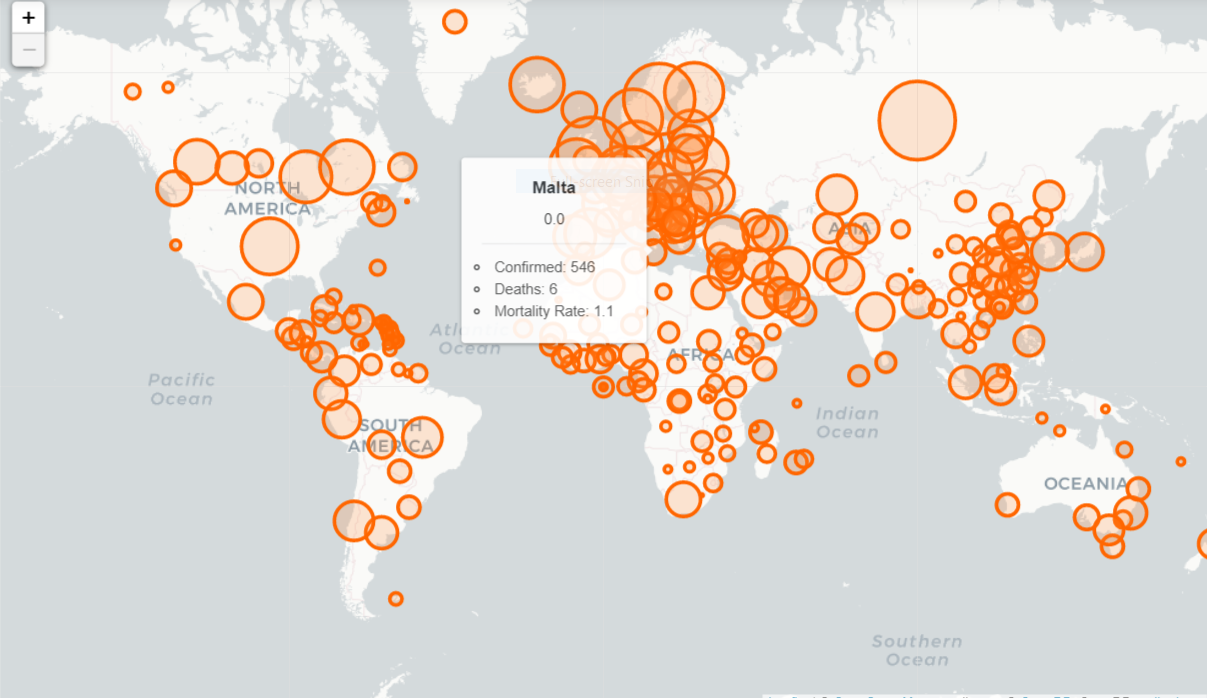 +
−
NORTH
AMERICA
ASIA
Malta
0.0
Confirmed: 546
Deaths: 6
Mortality Rate: 1.1
Atlantic
Ocean
AFRICA
Pacific
Ocean
SOUTH
AMERICA
Indian
Ocean
OCEANIA
Southern
Ocean